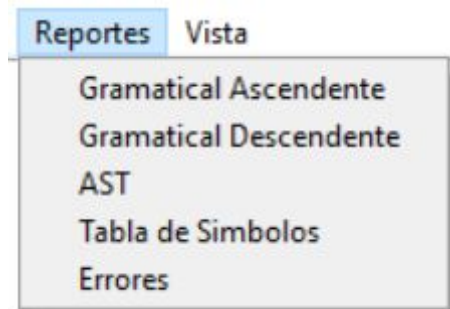 Reportes Vista
Gramatical Ascendente
Gramatical Descendente
AST
Tabla de Simbolos
Errores